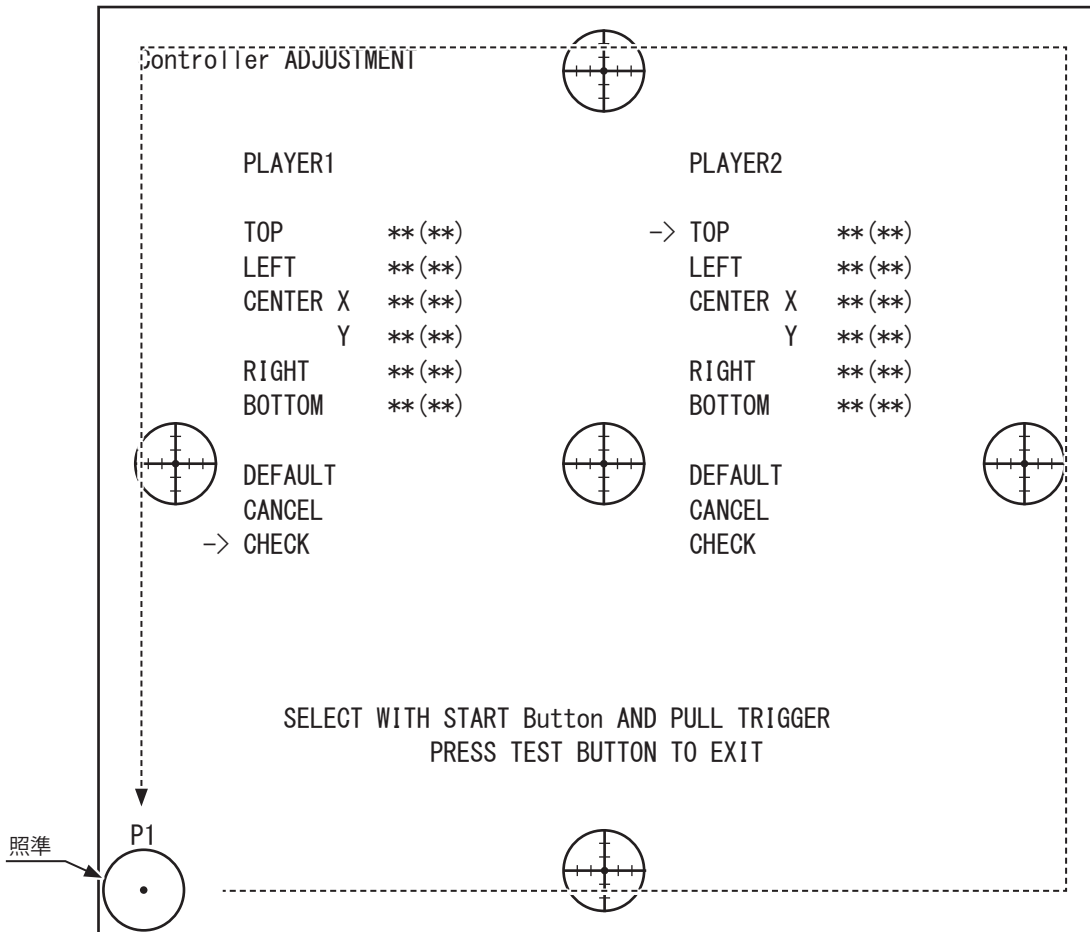 Controller ADJUSTMENT
PLAYER1 PLAYER2
TOP **(**) -> TOP **(**)
LEFT **(**) LEFT **(**)
CENTER X **(**) CENTER X **(**)
Y **(**) Y **(**)
RIGHT **(**) RIGHT **(**)
BOTTOM **(**) BOTTOM **(**)
DEFAULT DEFAULT
CANCEL CANCEL
-> CHECK CHECK
SELECT WITH START Button AND PULL TRIGGER
PRESS TEST BUTTON TO EXIT
P1
照準